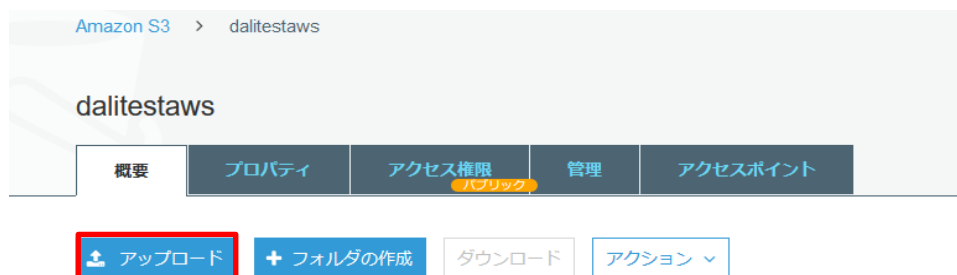 Amazon S3 > dalitestaws
dalitestaws
概要 プロパティ アクセス権限 管理 アクセスポイント
パブリック
アップロード + フォルダの作成 ダウンロード アクション